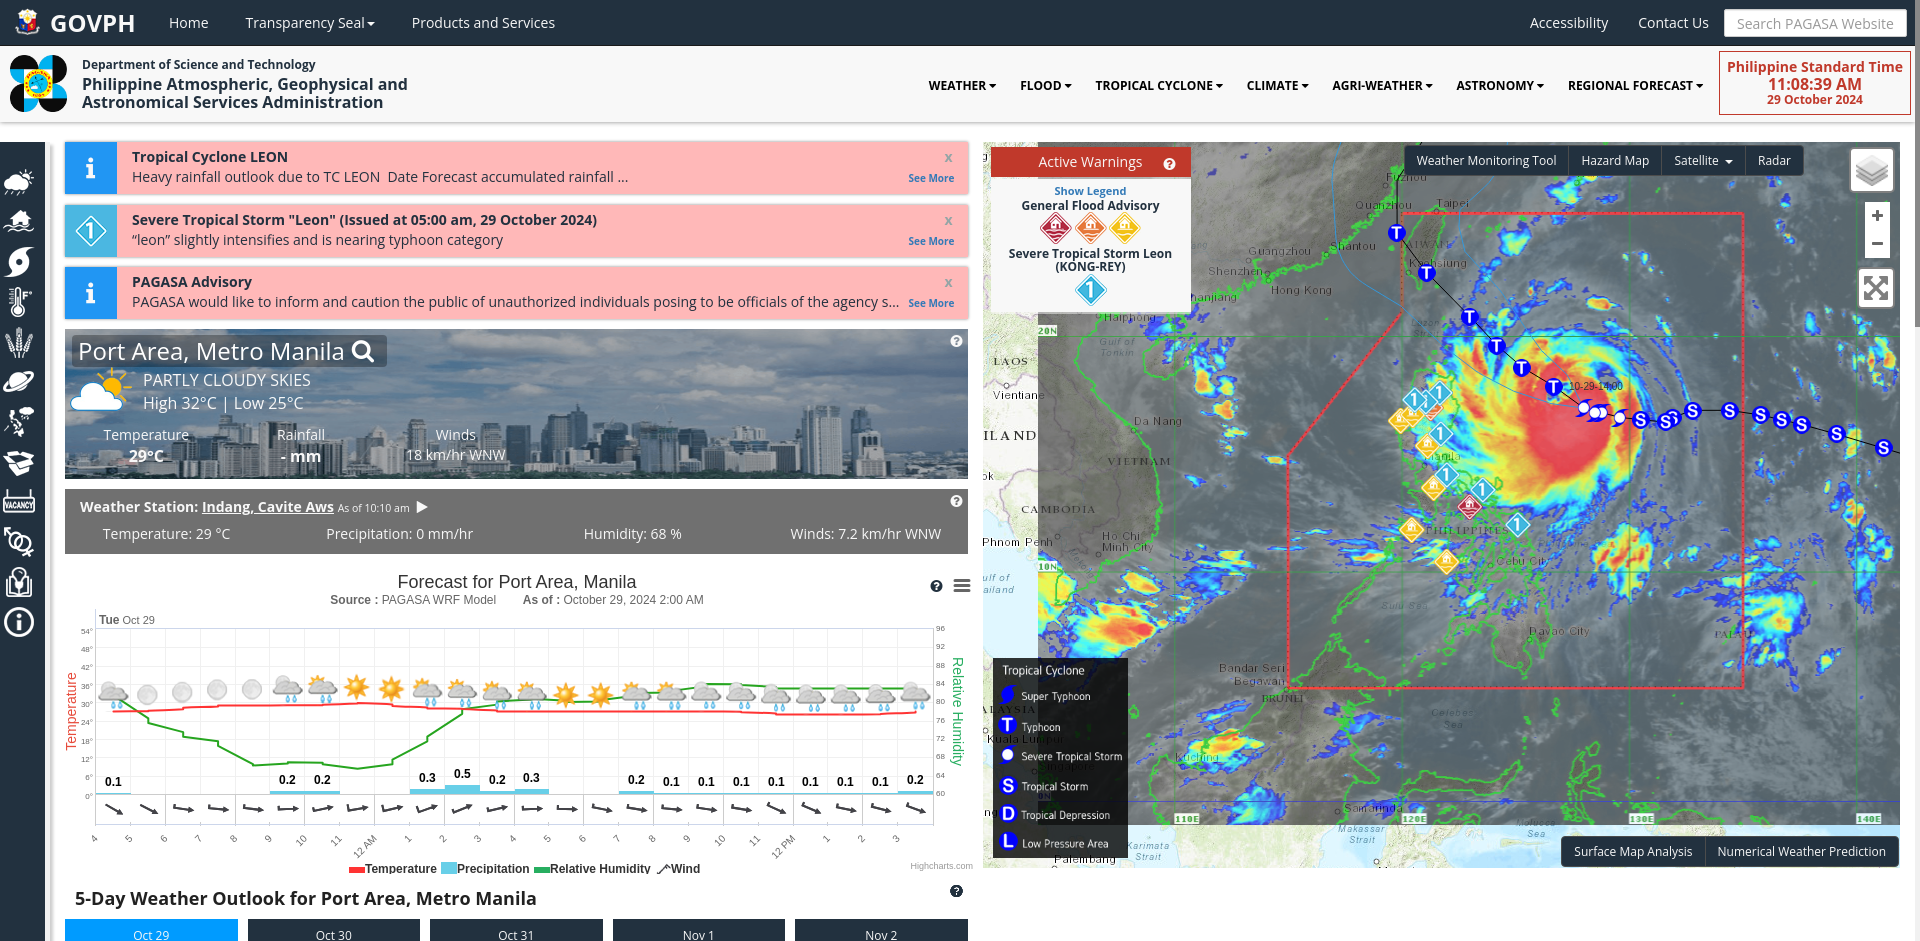 GOVPH
Home
Transparency Seal
Products and Services
Accessibility
Contact Us
Search PAGASA Website
Department of Science and Technology
Philippine Atmospheric, Geophysical and
Astronomical Services Administration
WEATHER
FLOOD
TROPICAL CYCLONE
CLIMATE
AGRI-WEATHER
ASTRONOMY
REGIONAL FORECAST
Philippine Standard Time
11:08:39 AM
29 October 2024
Tropical Cyclone LEON
x
Heavy rainfall outlook due to TC LEON Date Forecast accumulated rainfall ...
See More
1
Severe Tropical Storm "Leon" (Issued at 05:00 am, 29 October 2024)
x
“leon” slightly intensifies and is nearing typhoon category
See More
PAGASA Advisory
x
PAGASA would like to inform and caution the public of unauthorized individuals posing to be officials of the agency s...
See More
VACANCY
Port Area, Metro Manila
PARTLY CLOUDY SKIES
High 32°C | Low 25°C
Temperature
29°C
Rainfall
- mm
Winds
18 km/hr WNW
Weather Station: Indang, Cavite Aws As of 10:10 am
Temperature: 29 °C
Precipitation: 0 mm/hr
Humidity: 68 %
Winds: 7.2 km/hr WNW
Forecast for Port Area, Manila
Source : PAGASA WRF Model As of : October 29, 2024 2:00 AM
Tue Oct 29
54°
48°
42°
36°
30°
24°
18°
12°
6°
0°
Temperature
96
92
88
84
80
76
72
68
64
60
Relative Humidity
0.1 0.2 0.2 0.3 0.5 0.2 0.3 0.2 0.1 0.1 0.1 0.1 0.1 0.1 0.1 0.2
4 5 6 7 8 9 10 11 12 AM 1 2 3 4 5 6 7 8 9 10 11 12 PM 1 2 3
Temperature Precipitation Relative Humidity Wind
Highcharts.com
5-Day Weather Outlook for Port Area, Metro Manila
Oct 29
Oct 30
Oct 31
Nov 1
Nov 2
Active Warnings
Show Legend
General Flood Advisory
Severe Tropical Storm Leon
(KONG-REY)
1
Weather Monitoring Tool
Hazard Map
Satellite
Radar
+
−
Fuzhou
Quanzhou
Taipei
TAIWAN
Guangzhou
Shantou
Shenzhen
Kaohsiung
Hong Kong
Haiphong
20N
Gulf of
Tonkin
LAOS
Vientiane
10-29-14:00
Da Nang
VIETNAM
Manila
CAMBODIA
PHILIPPINES
Phnom Penh
Ho Chi
Minh City
Cebu City
10N
Sulu Sea
Davao City
PALAU
Bandar Seri
Begawan
BRUNEI
Celebes
Sea
Kuala Lumpur
Kuching
Samarinda
110E
120E
130E
140E
Makassar
Strait
Karimata
Strait
Molucca
Sea
Palembang
Tropical Cyclone
Super Typhoon
T Typhoon
Severe Tropical Storm
S Tropical Storm
D Tropical Depression
L Low Pressure Area
Surface Map Analysis
Numerical Weather Prediction